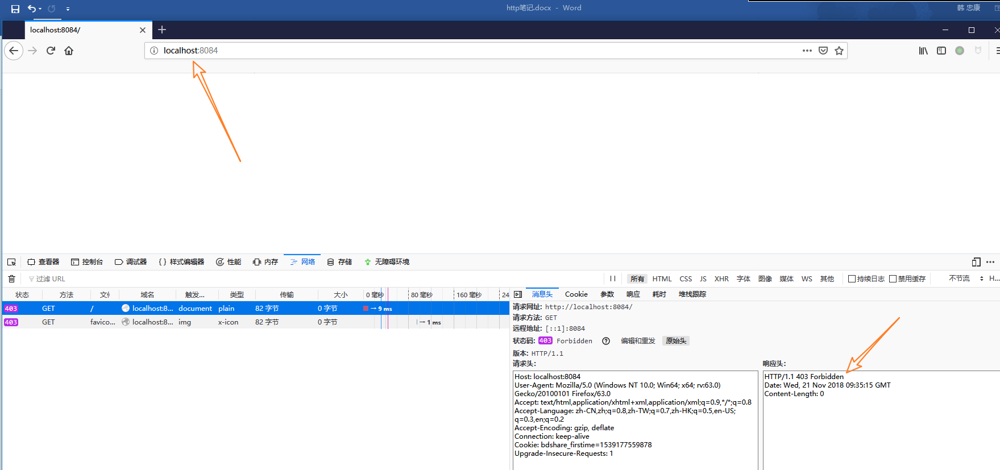 http笔记.docx - Word
韩 忠康
localhost:8084/
localhost:8084
查看器 控制台 调试器 {} 样式编辑器 性能 内存 网络 存储 无障碍环境
过滤 URL
所有 HTML CSS JS XHR 字体 图像 媒体 WS 其他 持续日志 禁用缓存 不节流 H...
状态 方法 文件 域名 触发... 类型 传输 大小 0 毫秒 80 毫秒 160 毫秒 24
403 GET / localhost:8... document plain 82 字节 0 字节 → 9 ms
403 GET favico... localhost:8... img x-icon 82 字节 0 字节 → 1 ms
消息头 Cookie 参数 响应 耗时 堆栈跟踪
请求网址: http://localhost:8084/
请求方法: GET
远程地址: [::1]:8084
状态码: 403 Forbidden 编辑和重发 原始头
版本: HTTP/1.1
请求头:
Host: localhost:8084
User-Agent: Mozilla/5.0 (Windows NT 10.0; Win64; x64; rv:63.0)
Gecko/20100101 Firefox/63.0
Accept: text/html,application/xhtml+xml,application/xml;q=0.9,*/*;q=0.8
Accept-Language: zh-CN,zh;q=0.8,zh-TW;q=0.7,zh-HK;q=0.5,en-US;
q=0.3,en;q=0.2
Accept-Encoding: gzip, deflate
Connection: keep-alive
Cookie: bdshare_firstime=1539177559878
Upgrade-Insecure-Requests: 1
响应头:
HTTP/1.1 403 Forbidden
Date: Wed, 21 Nov 2018 09:35:15 GMT
Content-Length: 0